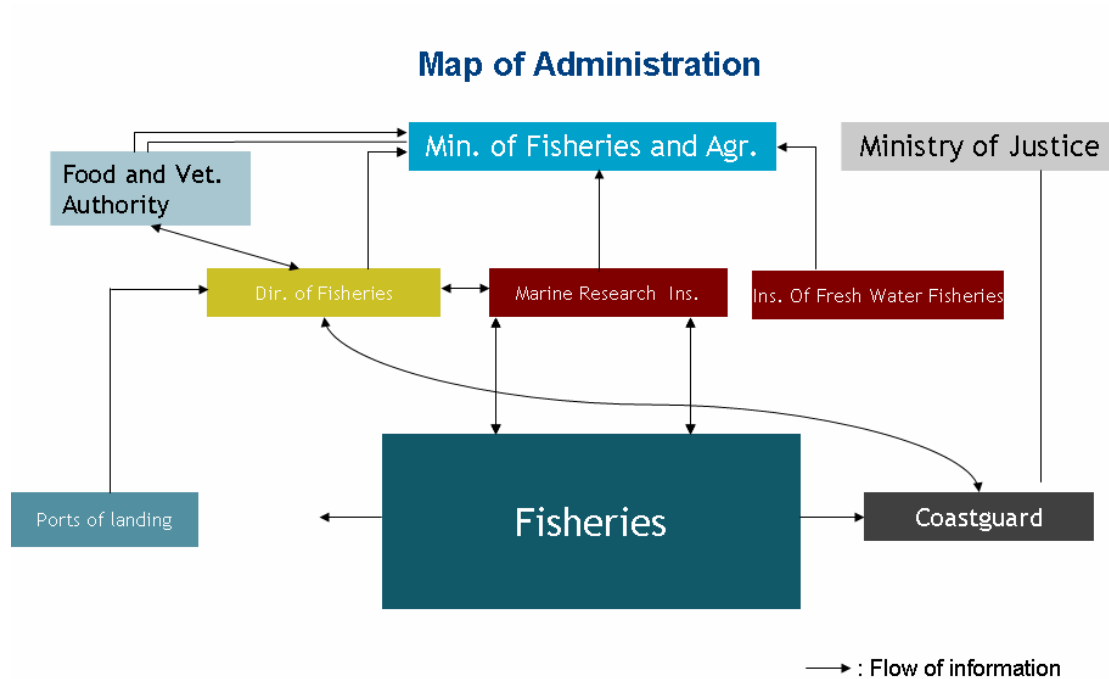 Map of Administration
Min. of Fisheries and Agr.
Ministry of Justice
Food and Vet.
Authority
Dir. of Fisheries
Marine Research Ins.
Ins. Of Fresh Water Fisheries
Ports of landing
Fisheries
Coastguard
: Flow of information